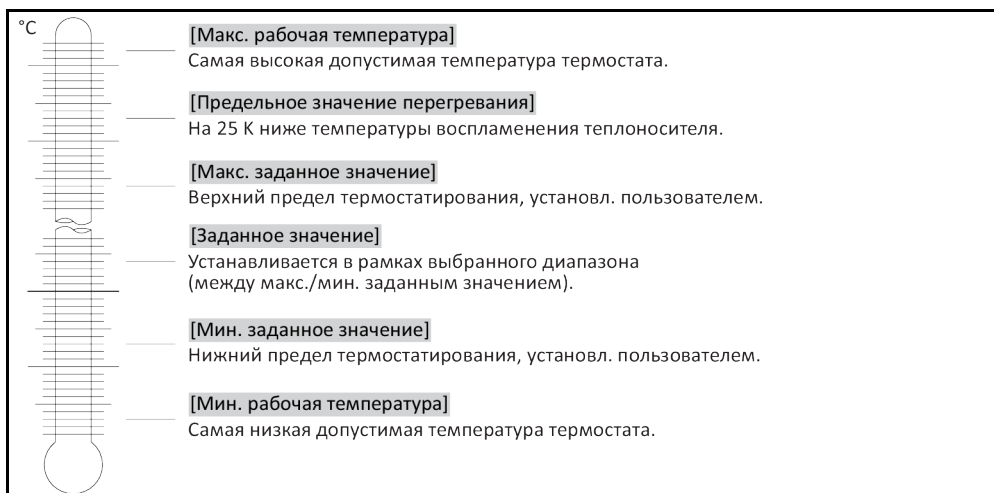 °C
[Макс. рабочая температура]
Самая высокая допустимая температура термостата.
[Предельное значение перегревания]
На 25 K ниже температуры воспламенения теплоносителя.
[Макс. заданное значение]
Верхний предел термостатирования, установл. пользователем.
[Заданное значение]
Устанавливается в рамках выбранного диапазона
(между макс./мин. заданным значением).
[Мин. заданное значение]
Нижний предел термостатирования, установл. пользователем.
[Мин. рабочая температура]
Самая низкая допустимая температура термостата.